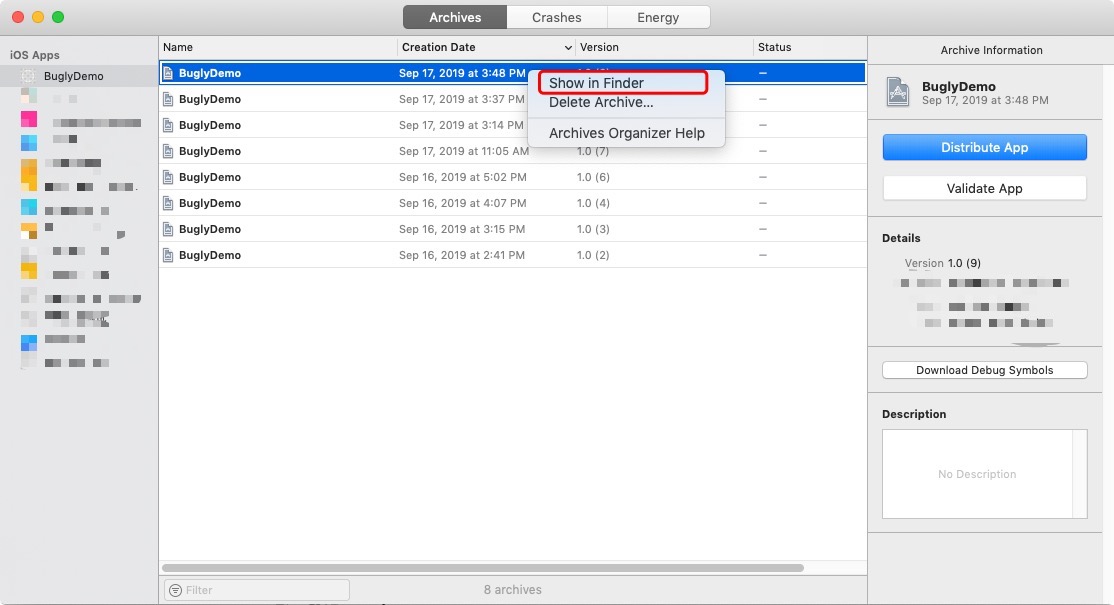 Archives Crashes Energy
iOS Apps
BuglyDemo
Name Creation Date Version Status
BuglyDemo Sep 17, 2019 at 3:48 PM –
BuglyDemo Sep 17, 2019 at 3:37 PM –
BuglyDemo Sep 17, 2019 at 3:14 PM –
BuglyDemo Sep 17, 2019 at 11:05 AM 1.0 (7) –
BuglyDemo Sep 16, 2019 at 5:02 PM 1.0 (6) –
BuglyDemo Sep 16, 2019 at 4:07 PM 1.0 (4) –
BuglyDemo Sep 16, 2019 at 3:15 PM 1.0 (3) –
BuglyDemo Sep 16, 2019 at 2:41 PM 1.0 (2) –
Show in Finder
Delete Archive...
Archives Organizer Help
Filter
8 archives
Archive Information
BuglyDemo
Sep 17, 2019 at 3:48 PM
Distribute App
Validate App
Details
Version 1.0 (9)
Download Debug Symbols
Description
No Description